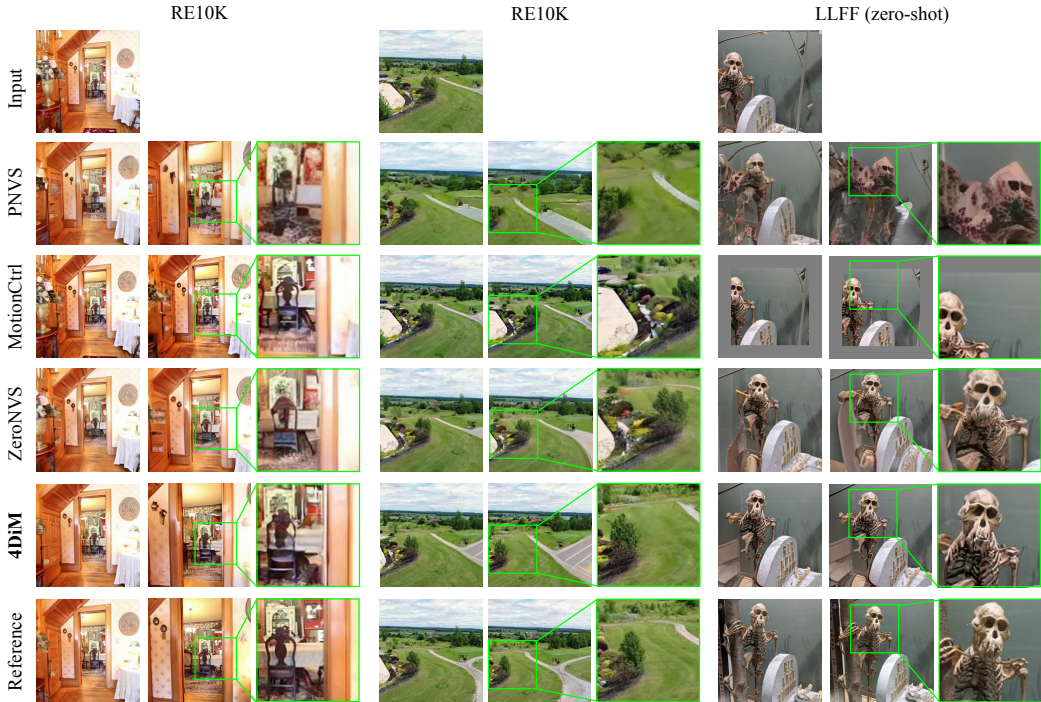 RE10K
RE10K
LLFF (zero-shot)
Input
PNVS
MotionCtrl
ZeroNVS
4DiM
Reference